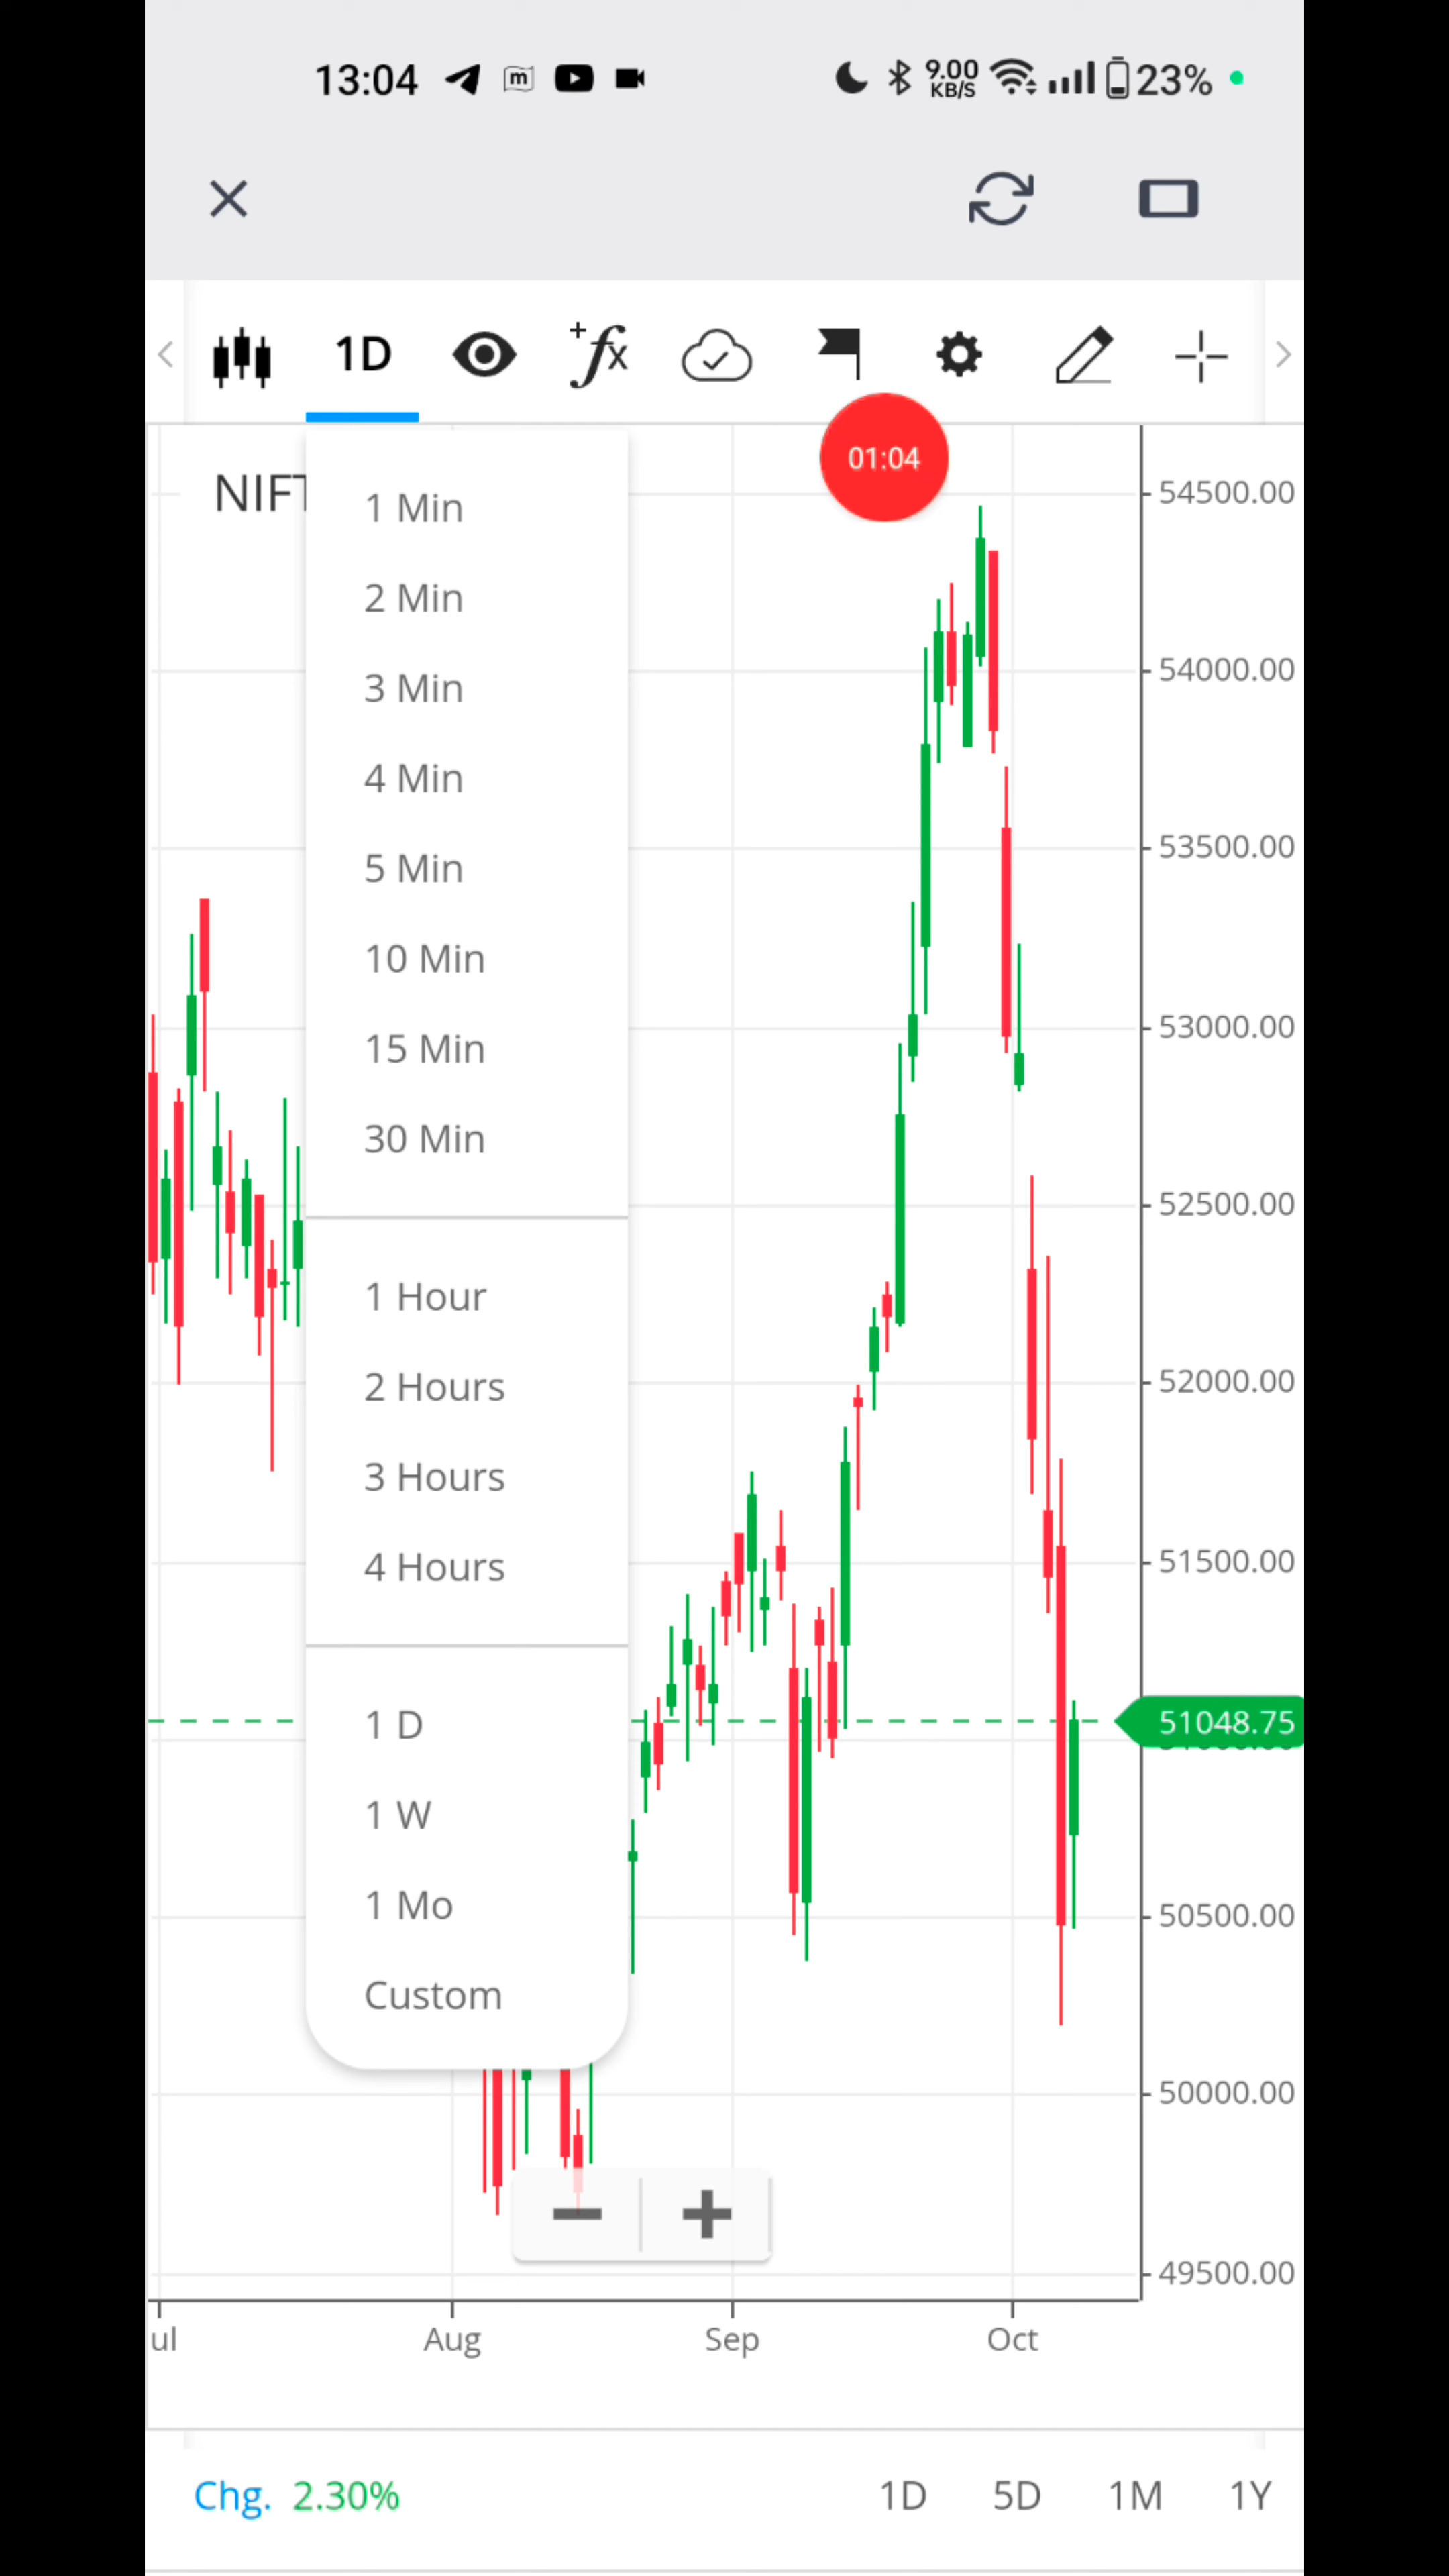 13:04 m 9.00 KB/S 23%
1D +fx
01:04
NIFT
1 Min
2 Min
3 Min
4 Min
5 Min
10 Min
15 Min
30 Min
1 Hour
2 Hours
3 Hours
4 Hours
1 D
1 W
1 Mo
Custom
54500.00
54000.00
53500.00
53000.00
52500.00
52000.00
51500.00
51048.75
50500.00
50000.00
49500.00
ul Aug Sep Oct
Chg. 2.30% 1D 5D 1M 1Y